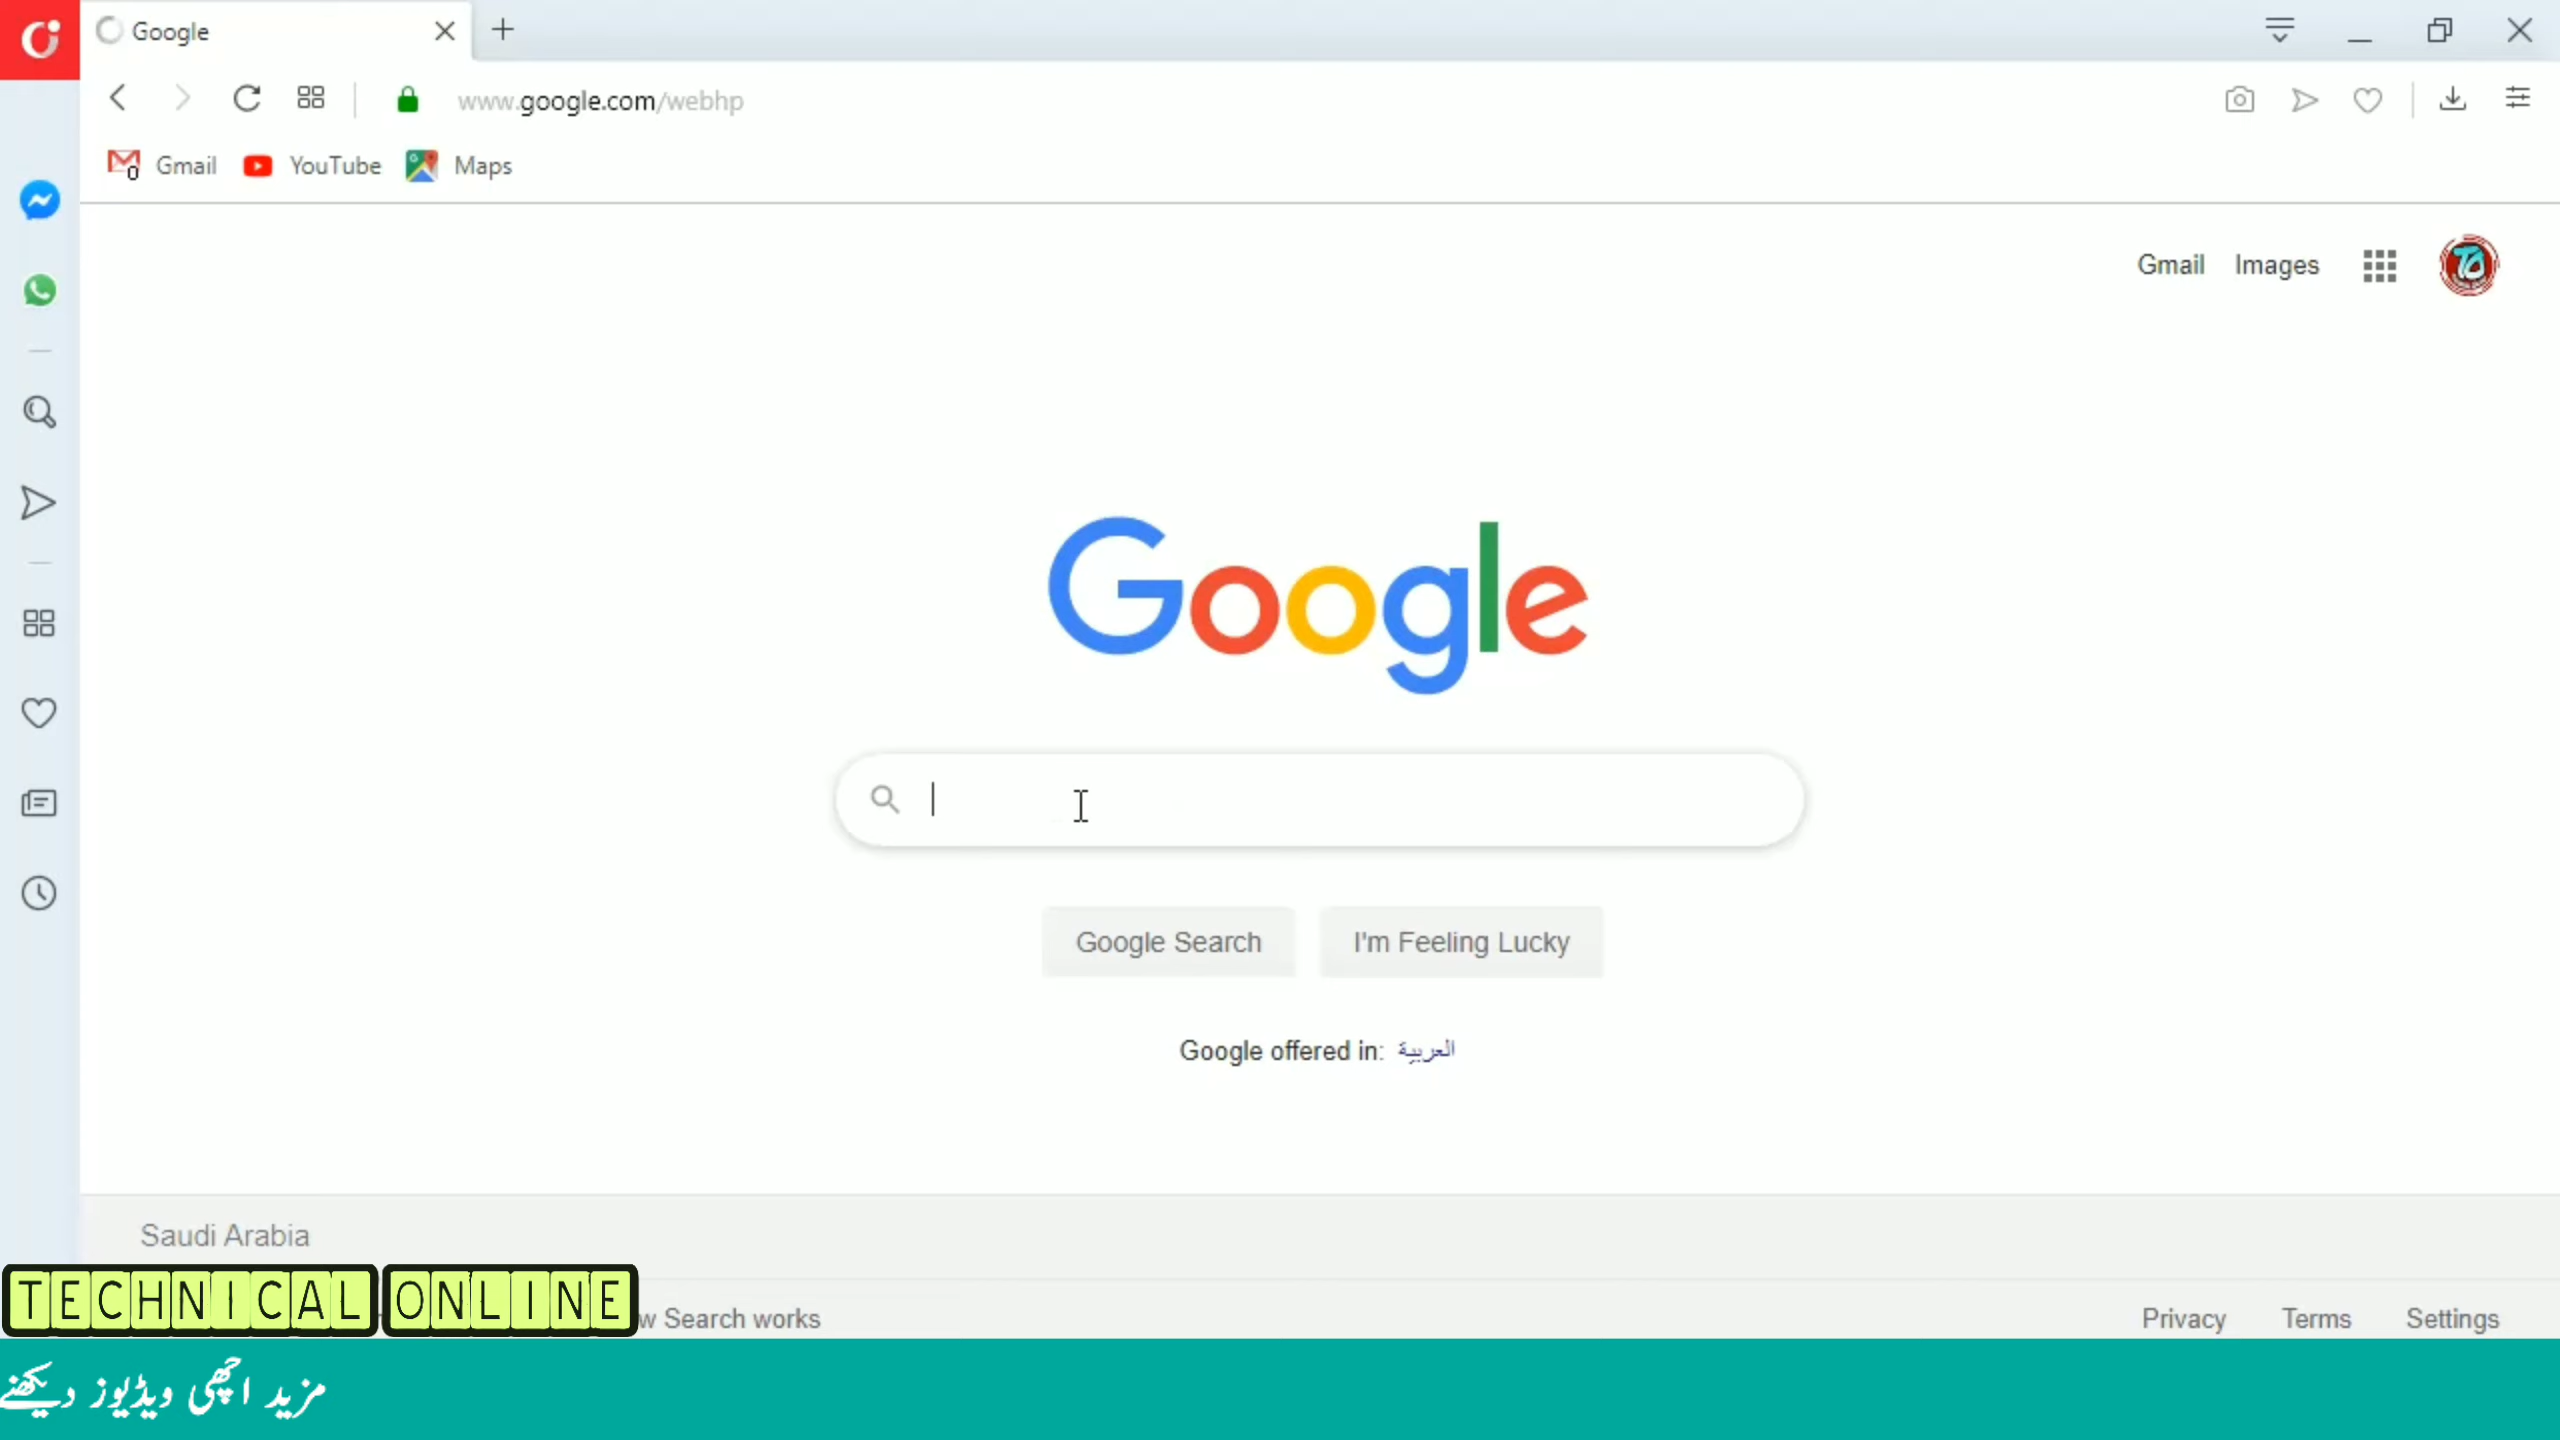 Google
www.google.com/webhp
Gmail YouTube Maps
Gmail Images
Google
Google Search I'm Feeling Lucky
Google offered in: العربية
Saudi Arabia
TECHNICAL ONLINE
w Search works Privacy Terms Settings
مزید اچھی ویڈیوز دیکھنے